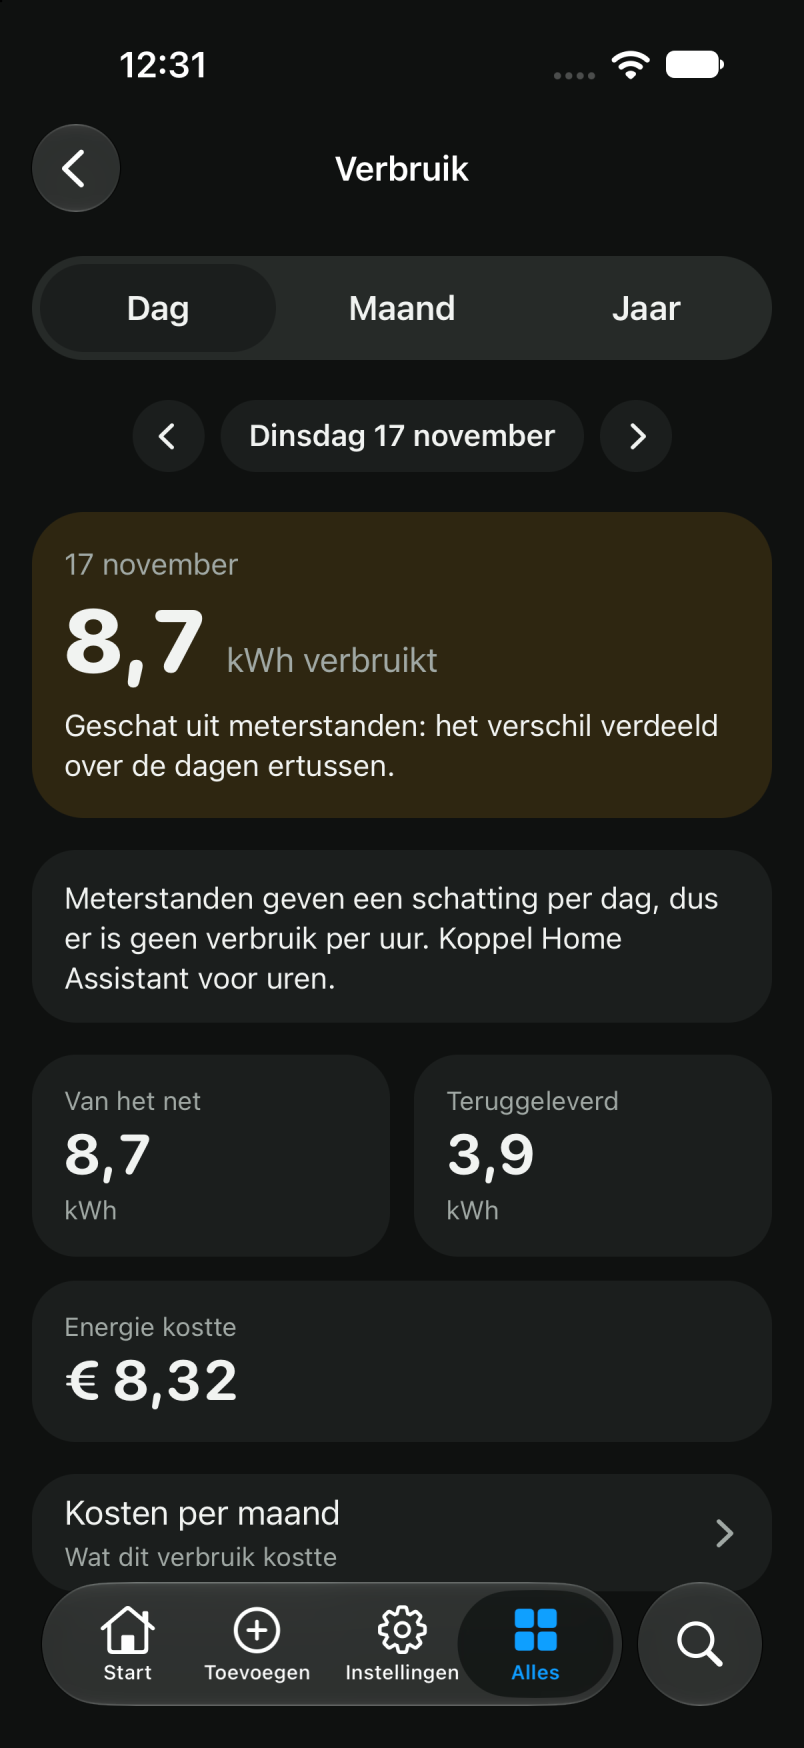 12:31
Verbruik
Dag
Maand
Jaar
Dinsdag 17 november
17 november
8,7 kWh verbruikt
Geschat uit meterstanden: het verschil verdeeld
over de dagen ertussen.
Meterstanden geven een schatting per dag, dus
er is geen verbruik per uur. Koppel Home
Assistant voor uren.
Van het net
8,7
kWh
Teruggeleverd
3,9
kWh
Energie kostte
€ 8,32
Kosten per maand
Wat dit verbruik kostte
Start
Toevoegen
Instellingen
Alles